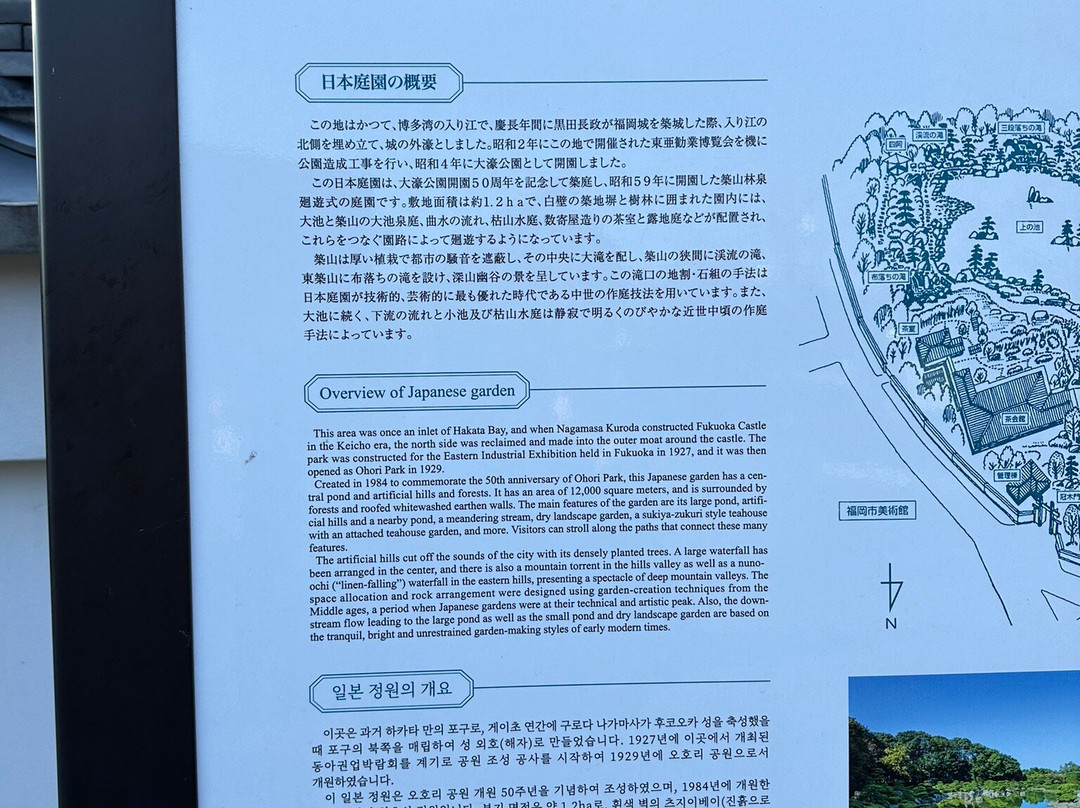 日本庭園の概要
この地はかつて、博多湾の入り江で、慶長年間に黒田長政が福岡城を築城した際、入り江の
北側を埋め立て、城の外濠としました。昭和２年にこの地で開催された東亜勧業博覧会を機に
公園造成工事を行い、昭和４年に大濠公園として開園しました。
この日本庭園は、大濠公園開園５０周年を記念して築庭し、昭和５９年に開園した築山林泉
廻遊式の庭園です。敷地面積は約1.2haで、白壁の築地塀と樹林に囲まれた園内には、
大池と築山の大池泉庭、曲水の流れ、枯山水庭、数寄屋造りの茶室と露地庭などが配置され、
これらをつなぐ園路によって廻遊するようになっています。
築山は厚い植栽で都市の騒音を遮蔽し、その中央に大滝を配し、築山の狭間に渓流の滝、
東築山に布落ちの滝を設け、深山幽谷の景を呈しています。この滝口の地割・石組の手法は
日本庭園が技術的、芸術的に最も優れた時代である中世の作庭技法を用いています。また、
大池に続く、下流の流れと小池及び枯山水庭は静寂で明るくのびやかな近世中頃の作庭
手法によっています。
Overview of Japanese garden
This area was once an inlet of Hakata Bay, and when Nagamasa Kuroda constructed Fukuoka Castle
in the Keicho era, the north side was reclaimed and made into the outer moat around the castle. The
park was constructed for the Eastern Industrial Exhibition held in Fukuoka in 1927, and it was then
opened as Ohori Park in 1929.
Created in 1984 to commemorate the 50th anniversary of Ohori Park, this Japanese garden has a cen-
tral pond and artificial hills and forests. It has an area of 12,000 square meters, and is surrounded by
forests and roofed whitewashed earthen walls. The main features of the garden are its large pond, artifi-
cial hills and a nearby pond, a meandering stream, dry landscape garden, a sukiya-zukuri style teahouse
with an attached teahouse garden, and more. Visitors can stroll along the paths that connect these many
features.
The artificial hills cut off the sounds of the city with its densely planted trees. A large waterfall has
been arranged in the center, and there is also a mountain torrent in the hills valley as well as a nuno-
ochi (“linen-falling”) waterfall in the eastern hills, presenting a spectacle of deep mountain valleys. The
space allocation and rock arrangement were designed using garden-creation techniques from the
Middle ages, a period when Japanese gardens were at their technical and artistic peak. Also, the down-
stream flow leading to the large pond as well as the small pond and dry landscape garden are based on
the tranquil, bright and unrestrained garden-making styles of early modern times.
일본 정원의 개요
이곳은 과거 하카타 만의 포구로, 게이초 연간에 구로다 나가마사가 후쿠오카 성을 축성했을
때 포구의 북쪽을 매립하여 성 외호(해자)로 만들었습니다. 1927년에 이곳에서 개최된
동아권업박람회를 계기로 공원 조성 공사를 시작하여 1929년에 오호리 공원으로서
개원하였습니다.
이 일본 정원은 오호리 공원 개원 50주년을 기념하여 조성하였으며, 1984년에 개원한
三段落ちの滝
渓流の滝
四阿
上の池
布落ちの滝
茶室
茶会館
管理棟
冠木門
福岡市美術館
N